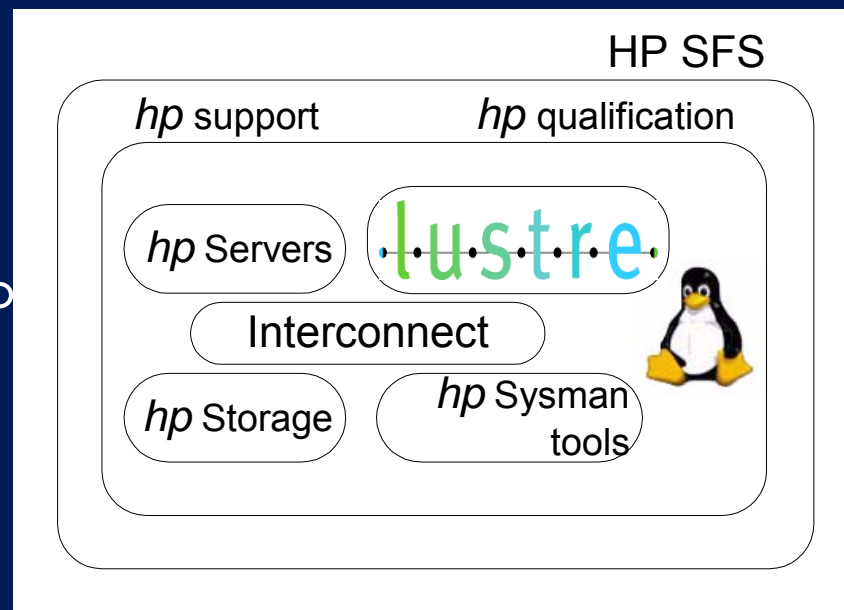 HP SFS
hp support hp qualification
hp Servers lustre
Interconnect
hp Storage hp Sysman
tools